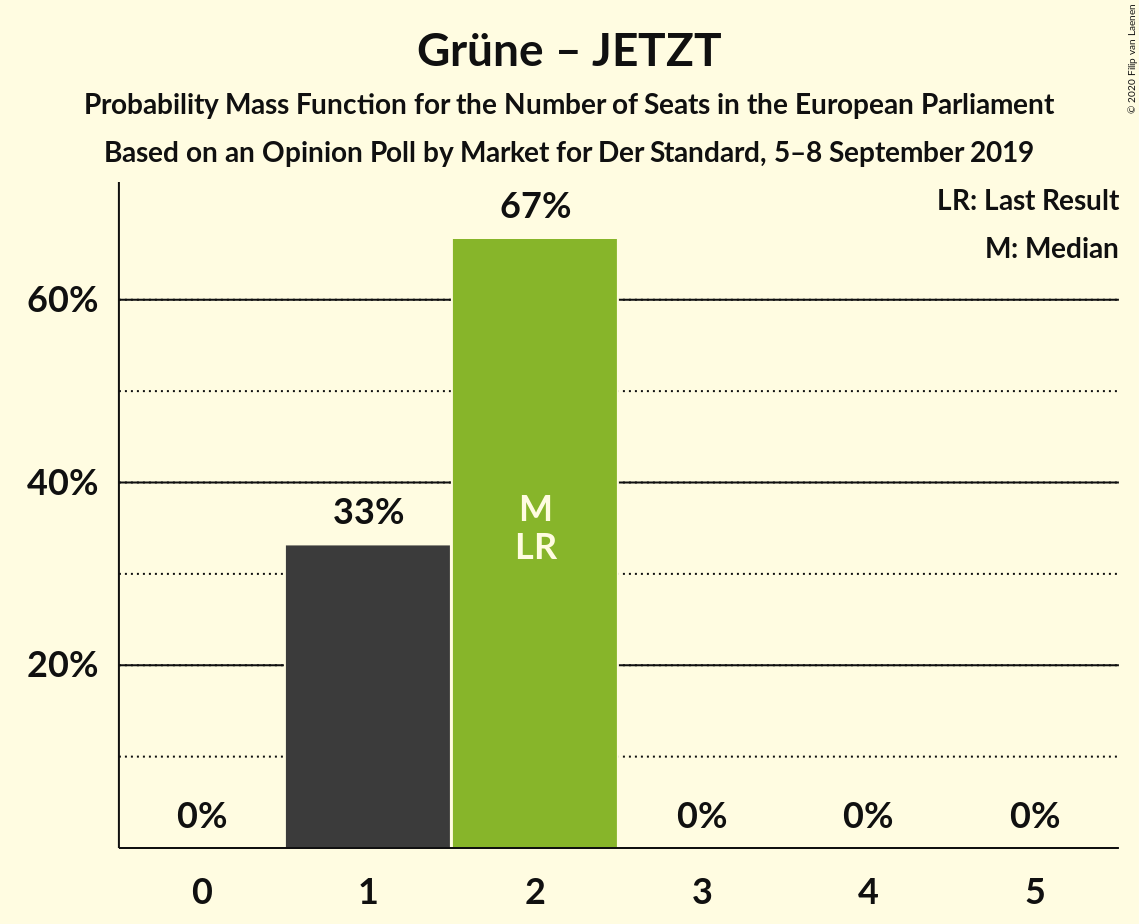 Grüne – JETZT
Probability Mass Function for the Number of Seats in the European Parliament
Based on an Opinion Poll by Market for Der Standard, 5–8 September 2019
© 2020 Filip van Laenen
LR: Last Result
M: Median
67%
60%
40%
33%
M
LR
20%
0%
0%
0%
0%
0
1
2
3
4
5